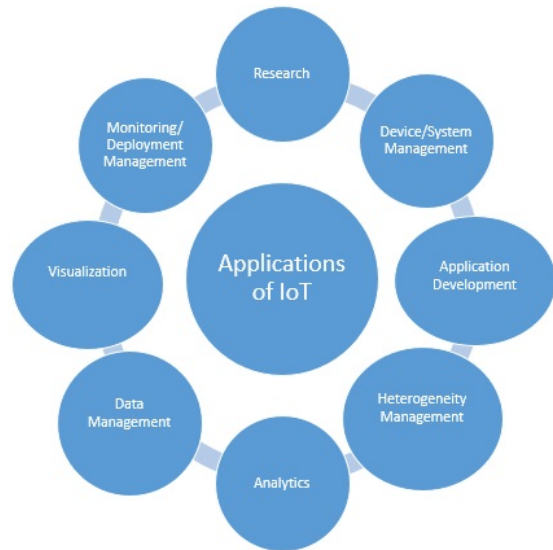 Research
Monitoring/
Deployment
Management
Device/System
Management
Visualization
Applications
of IoT
Application
Development
Data
Management
Heterogeneity
Management
Analytics